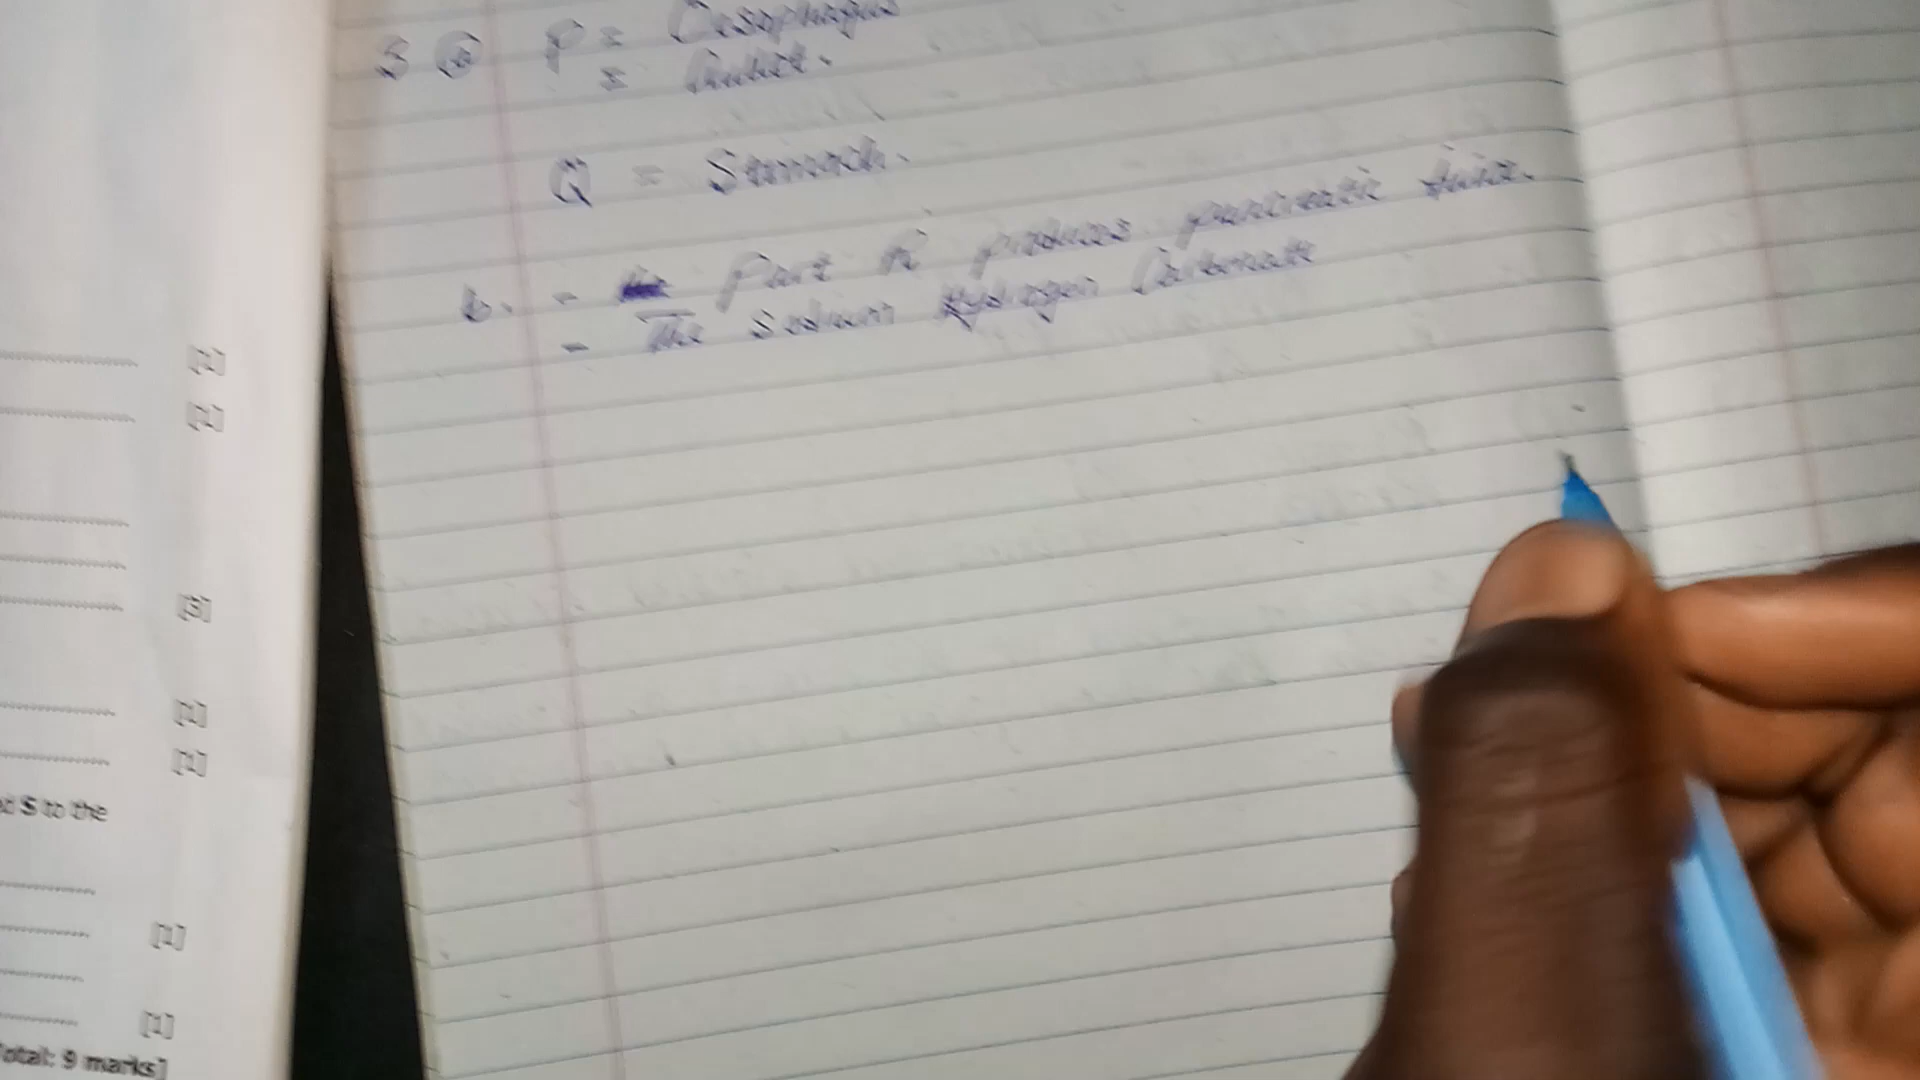 3 (a) P = Oesophagus
= Gullet.
Q = Stomach.
b. - Part R produces pancreatic juice.
- The Sodium Hydrogen Carbonate
[1]
[1]
[3]
[1]
[1]
S to the
[1]
[1]
Total: 9 marks]